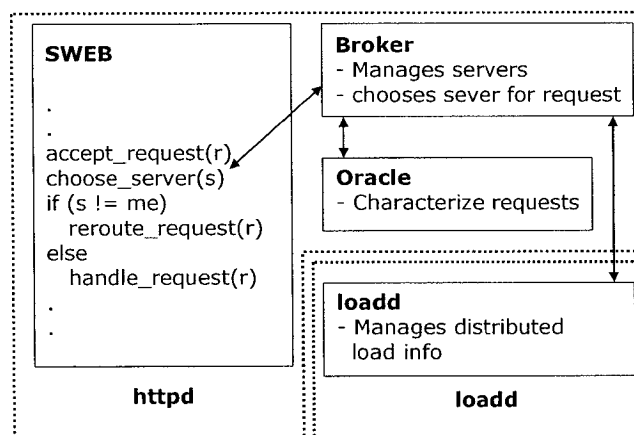 SWEB
.
.
accept_request(r)
choose_server(s)
if (s != me)
reroute_request(r)
else
handle_request(r)
.
.
httpd
Broker
- Manages servers
- chooses sever for request
Oracle
- Characterize requests
loadd
- Manages distributed
load info
loadd